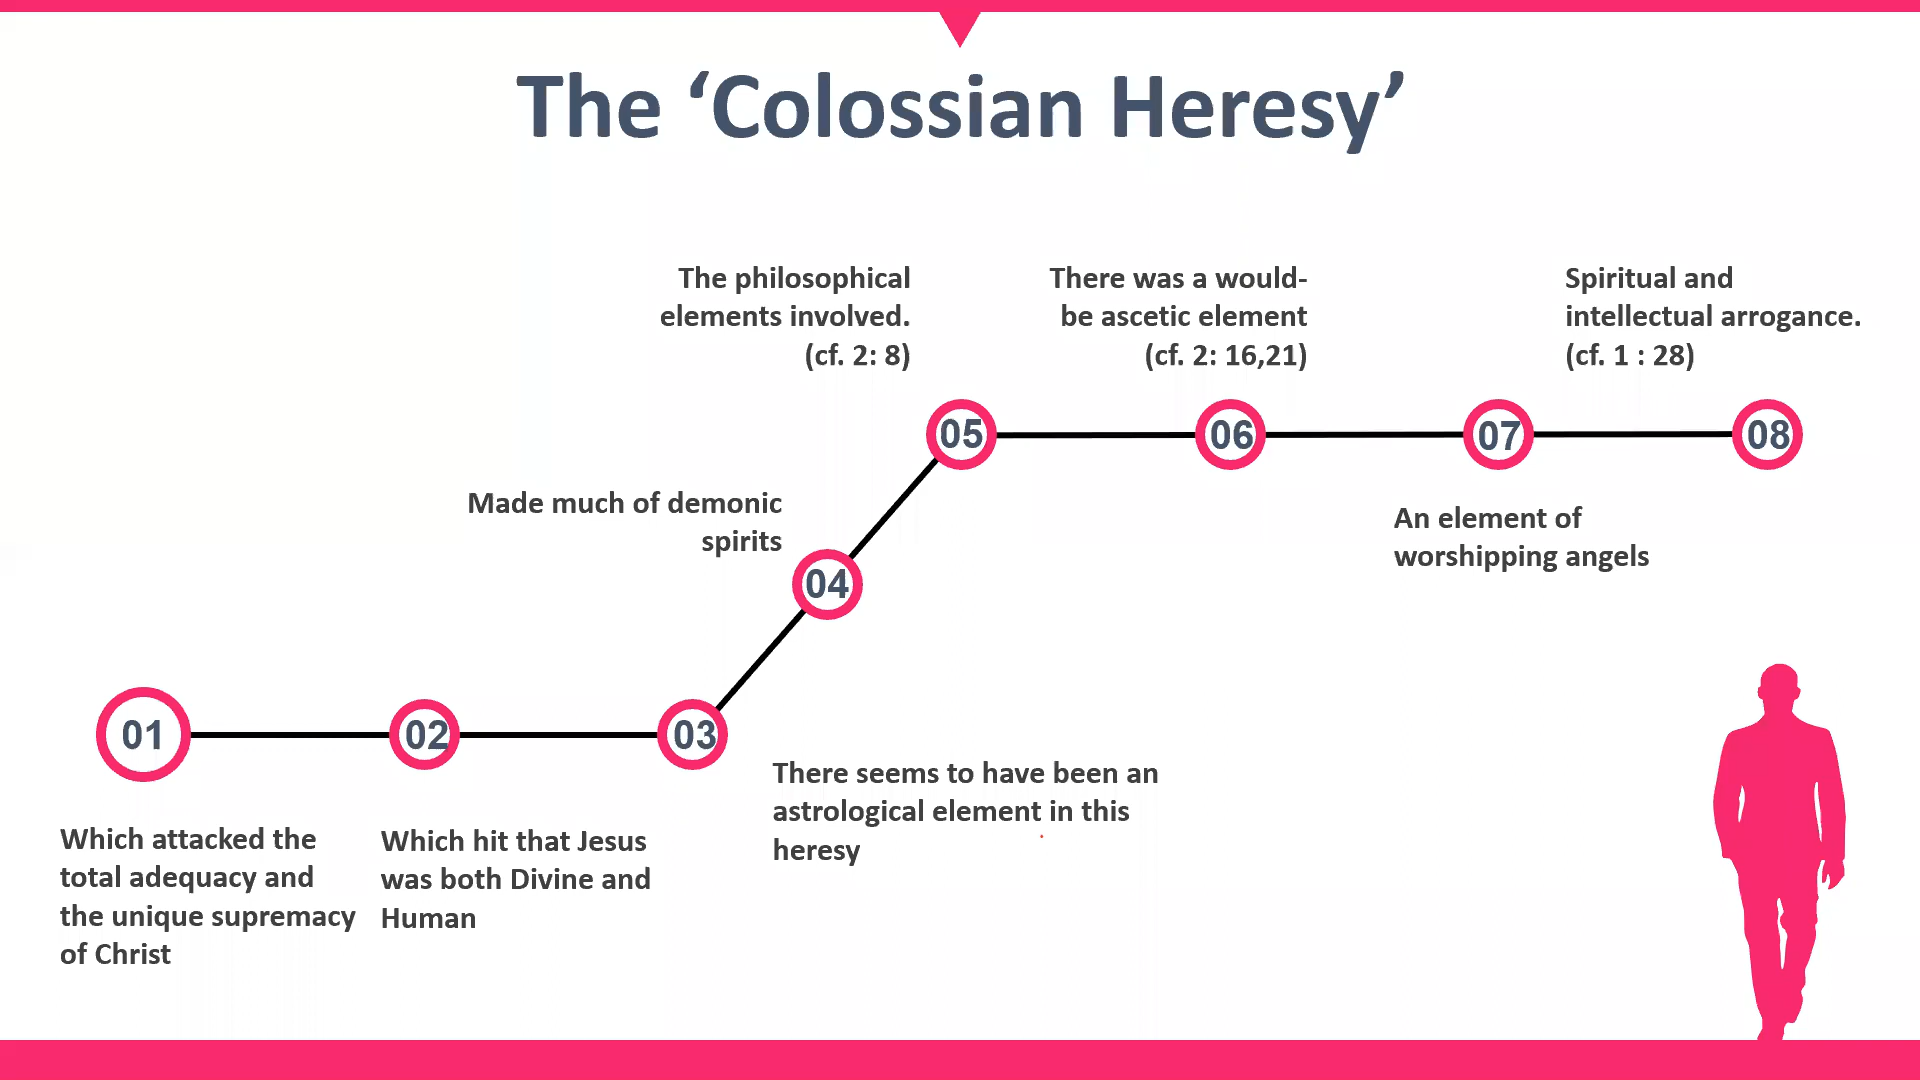 The ‘Colossian Heresy’
01
Which attacked the
total adequacy and
the unique supremacy
of Christ
02
Which hit that Jesus
was both Divine and
Human
03
There seems to have been an
astrological element in this
heresy
04
Made much of demonic
spirits
05
The philosophical
elements involved.
(cf. 2: 8)
06
There was a would-
be ascetic element
(cf. 2: 16,21)
07
An element of
worshipping angels
08
Spiritual and
intellectual arrogance.
(cf. 1 : 28)